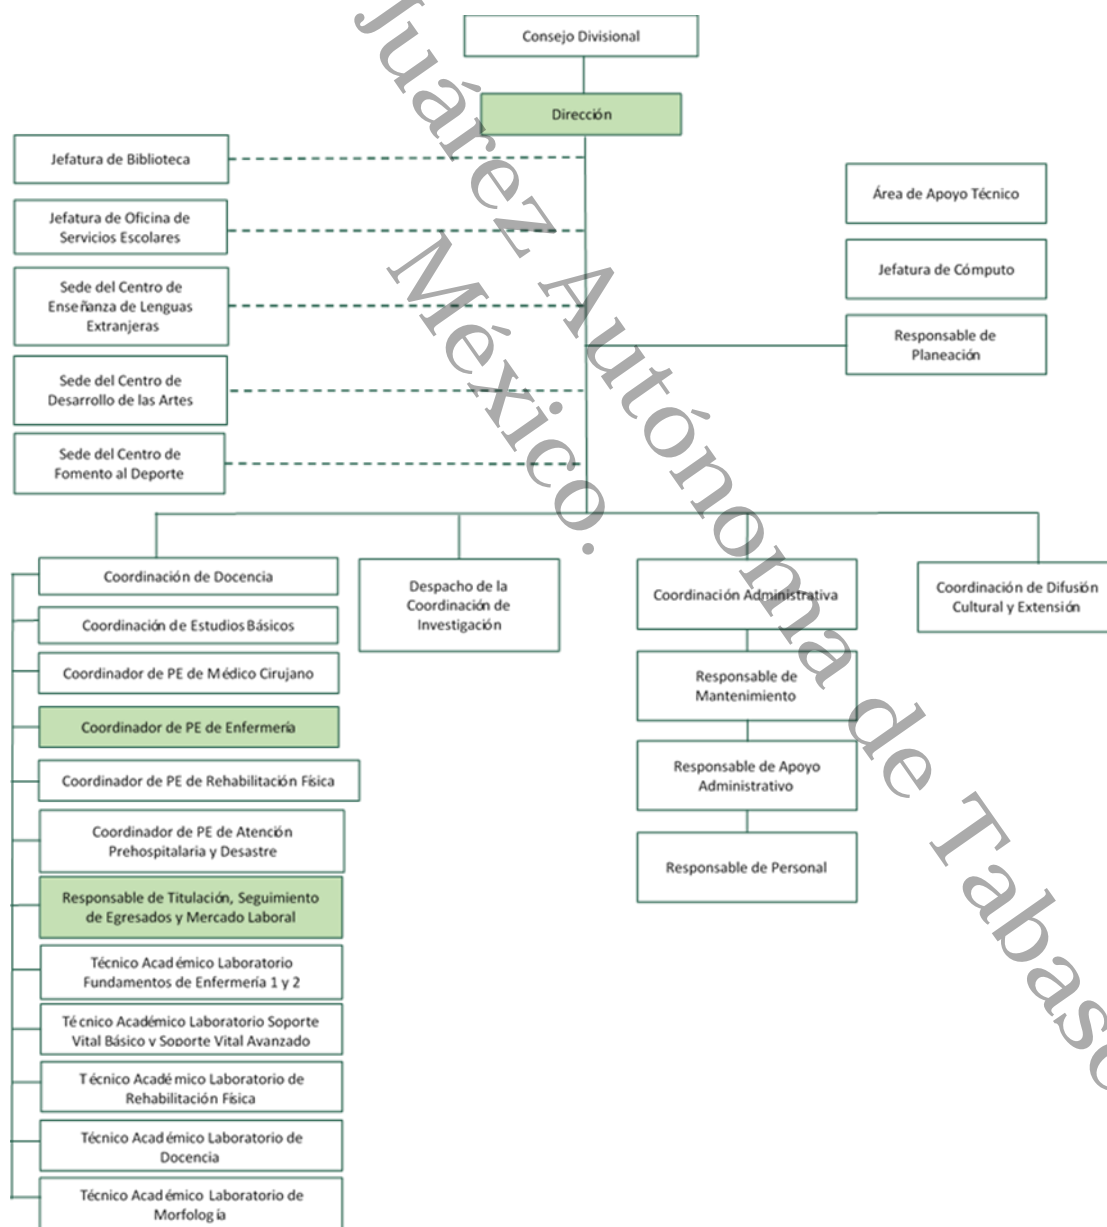 Consejo Divisional
Dirección
Jefatura de Biblioteca
Jefatura de Oficina de
Servicios Escolares
Sede del Centro de
Enseñanza de Lenguas
Extranjeras
Sede del Centro de
Desarrollo de las Artes
Sede del Centro de
Fomento al Deporte
Área de Apoyo Técnico
Jefatura de Cómputo
Responsable de
Planeación
Coordinación de Docencia
Coordinación de Estudios Básicos
Coordinador de PE de Médico Cirujano
Coordinador de PE de Enfermería
Coordinador de PE de Rehabilitación Física
Coordinador de PE de Atención
Prehospitalaria y Desastre
Responsable de Titulación, Seguimiento
de Egresados y Mercado Laboral
Técnico Académico Laboratorio
Fundamentos de Enfermería 1 y 2
Técnico Académico Laboratorio Soporte
Vital Básico y Soporte Vital Avanzado
Técnico Académico Laboratorio de
Rehabilitación Física
Técnico Académico Laboratorio de
Docencia
Técnico Académico Laboratorio de
Morfología
Despacho de la
Coordinación de
Investigación
Coordinación Administrativa
Responsable de
Mantenimiento
Responsable de Apoyo
Administrativo
Responsable de Personal
Coordinación de Difusión
Cultural y Extensión
Juárez Autónoma de Tabasc
México.